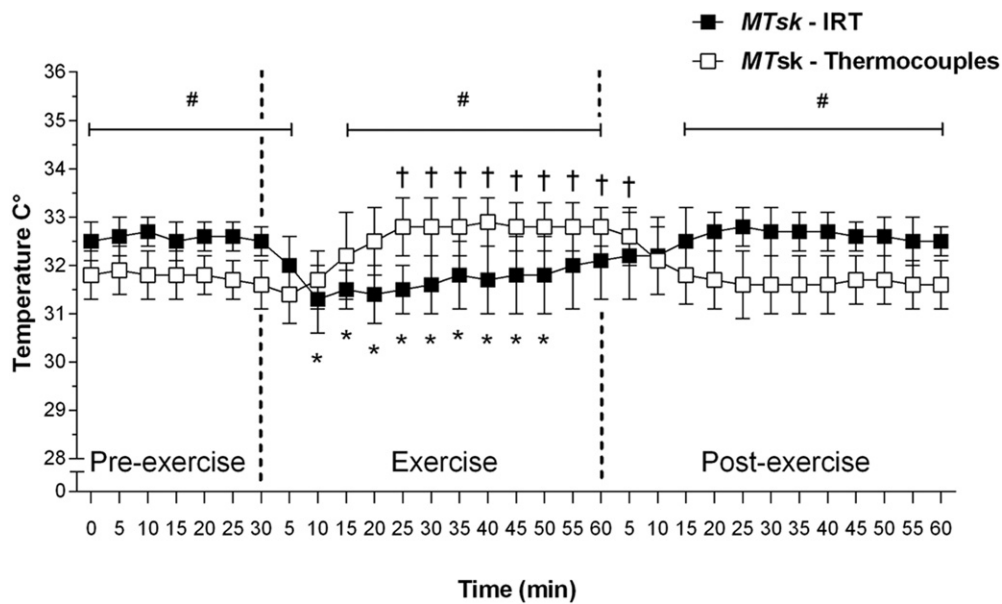 MTsk - IRT
MTsk - Thermocouples
Temperature C°
36
35
34
33
32
31
30
29
28
0
# # #
† † † † † † † † †
* * * * * * * * *
Pre-exercise Exercise Post-exercise
0 5 10 15 20 25 30 5 10 15 20 25 30 35 40 45 50 55 60 5 10 15 20 25 30 35 40 45 50 55 60
Time (min)